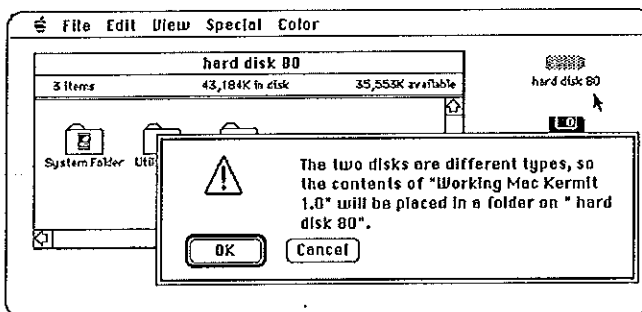 File Edit View Special Color
hard disk 80
3 items 43,184K in disk 35,553K available
hard disk 80
System Folder
The two disks are different types, so
the contents of "Working Mac Kermit
1.0" will be placed in a folder on " hard
disk 80".
OK Cancel